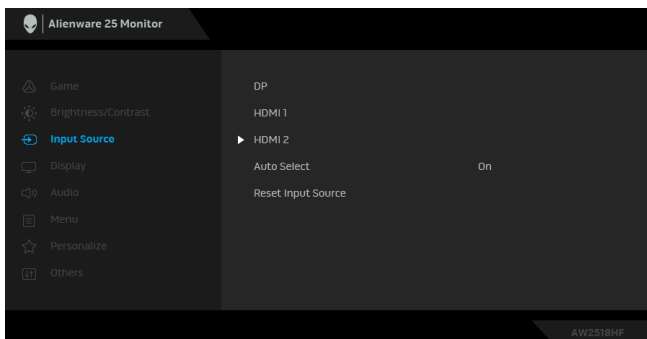 Alienware 25 Monitor
Game
Brightness/Contrast
Input Source
Display
Audio
Menu
Personalize
Others
DP
HDMI 1
HDMI 2
Auto Select On
Reset Input Source
AW2518HF